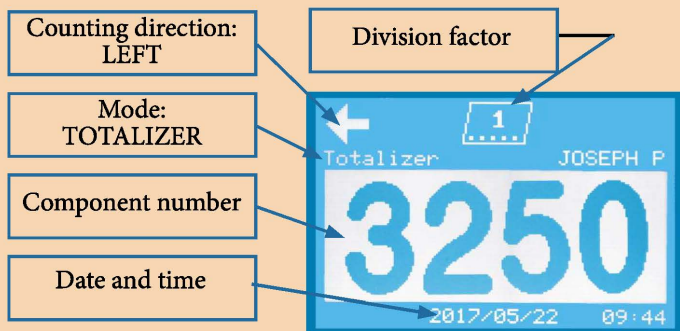 Counting direction:
LEFT
Division factor
Mode:
TOTALIZER
Component number
Date and time
1
Totalizer JOSEPH P
3250
2017/05/22 09:44